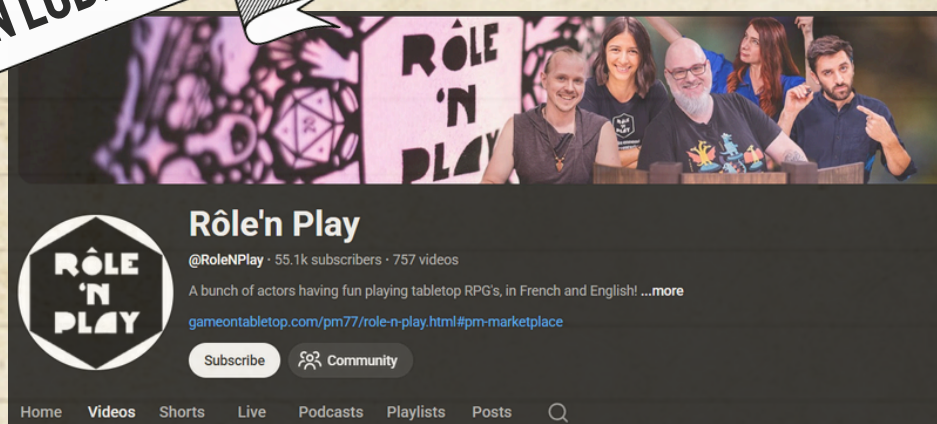 RÔLE
'N
PLAY
Rôle'n Play
@RoleNPlay · 55.1k subscribers · 757 videos
A bunch of actors having fun playing tabletop RPG's, in French and English! ...more
gameontabletop.com/pm77/role-n-play.html#pm-marketplace
RÔLE
'N
PLAY
Subscribe
Community
Home Videos Shorts Live Podcasts Playlists Posts